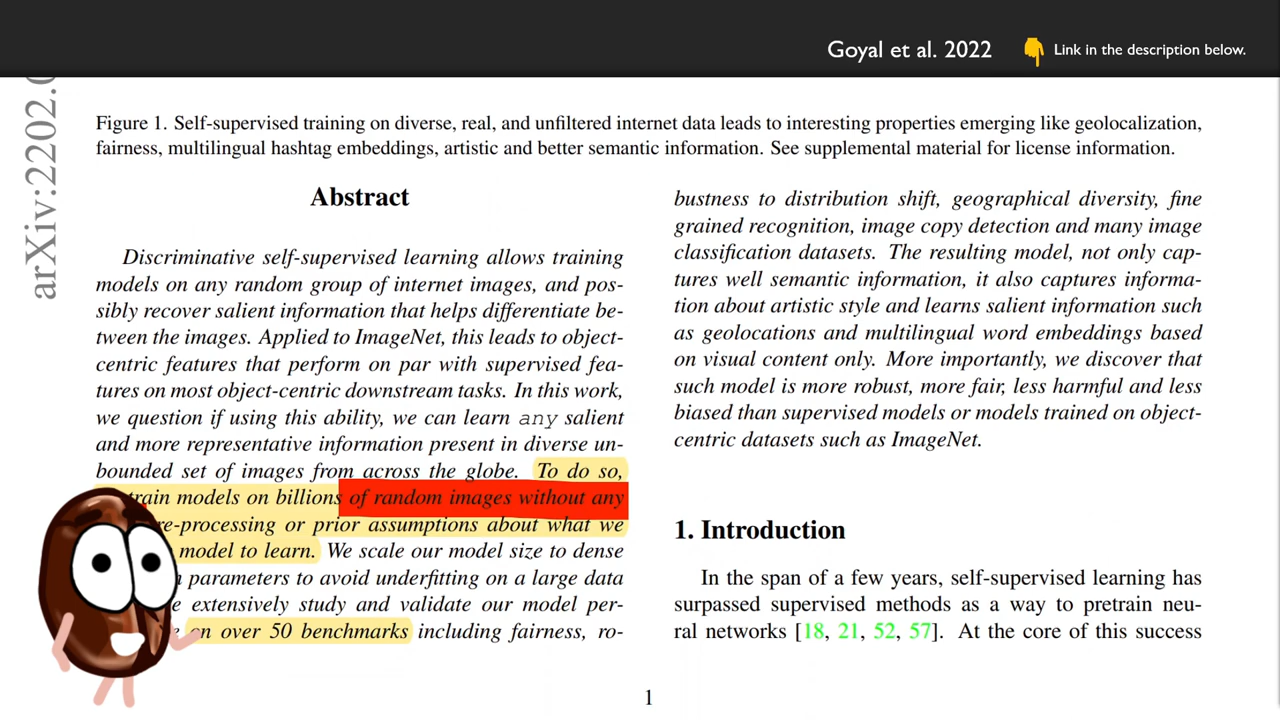 Goyal et al. 2022
Link in the description below.
arXiv:2202.
Figure 1. Self-supervised training on diverse, real, and unfiltered internet data leads to interesting properties emerging like geolocalization,
fairness, multilingual hashtag embeddings, artistic and better semantic information. See supplemental material for license information.
Abstract
Discriminative self-supervised learning allows training
models on any random group of internet images, and pos-
sibly recover salient information that helps differentiate be-
tween the images. Applied to ImageNet, this leads to object-
centric features that perform on par with supervised fea-
tures on most object-centric downstream tasks. In this work,
we question if using this ability, we can learn any salient
and more representative information present in diverse un-
bounded set of images from across the globe. To do so,
train models on billions of random images without any
re-processing or prior assumptions about what we
model to learn. We scale our model size to dense
parameters to avoid underfitting on a large data
extensively study and validate our model per-
on over 50 benchmarks including fairness, ro-
bustness to distribution shift, geographical diversity, fine
grained recognition, image copy detection and many image
classification datasets. The resulting model, not only cap-
tures well semantic information, it also captures informa-
tion about artistic style and learns salient information such
as geolocations and multilingual word embeddings based
on visual content only. More importantly, we discover that
such model is more robust, more fair, less harmful and less
biased than supervised models or models trained on object-
centric datasets such as ImageNet.
1. Introduction
In the span of a few years, self-supervised learning has
surpassed supervised methods as a way to pretrain neu-
ral networks [18, 21, 52, 57]. At the core of this success
1